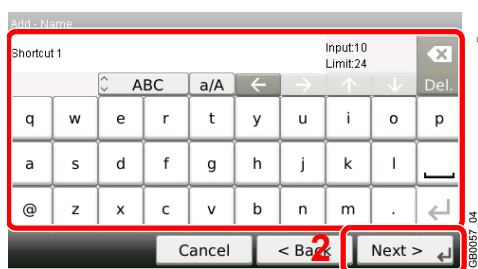 Add - Name
Shortcut 1
Input:10
Limit:24
ABC a/A ← → ↑ ↓ Del.
q w e r t y u i o p
a s d f g h j k l
@ z x c v b n m .
Cancel < Back 2 Next >
GB0057_04